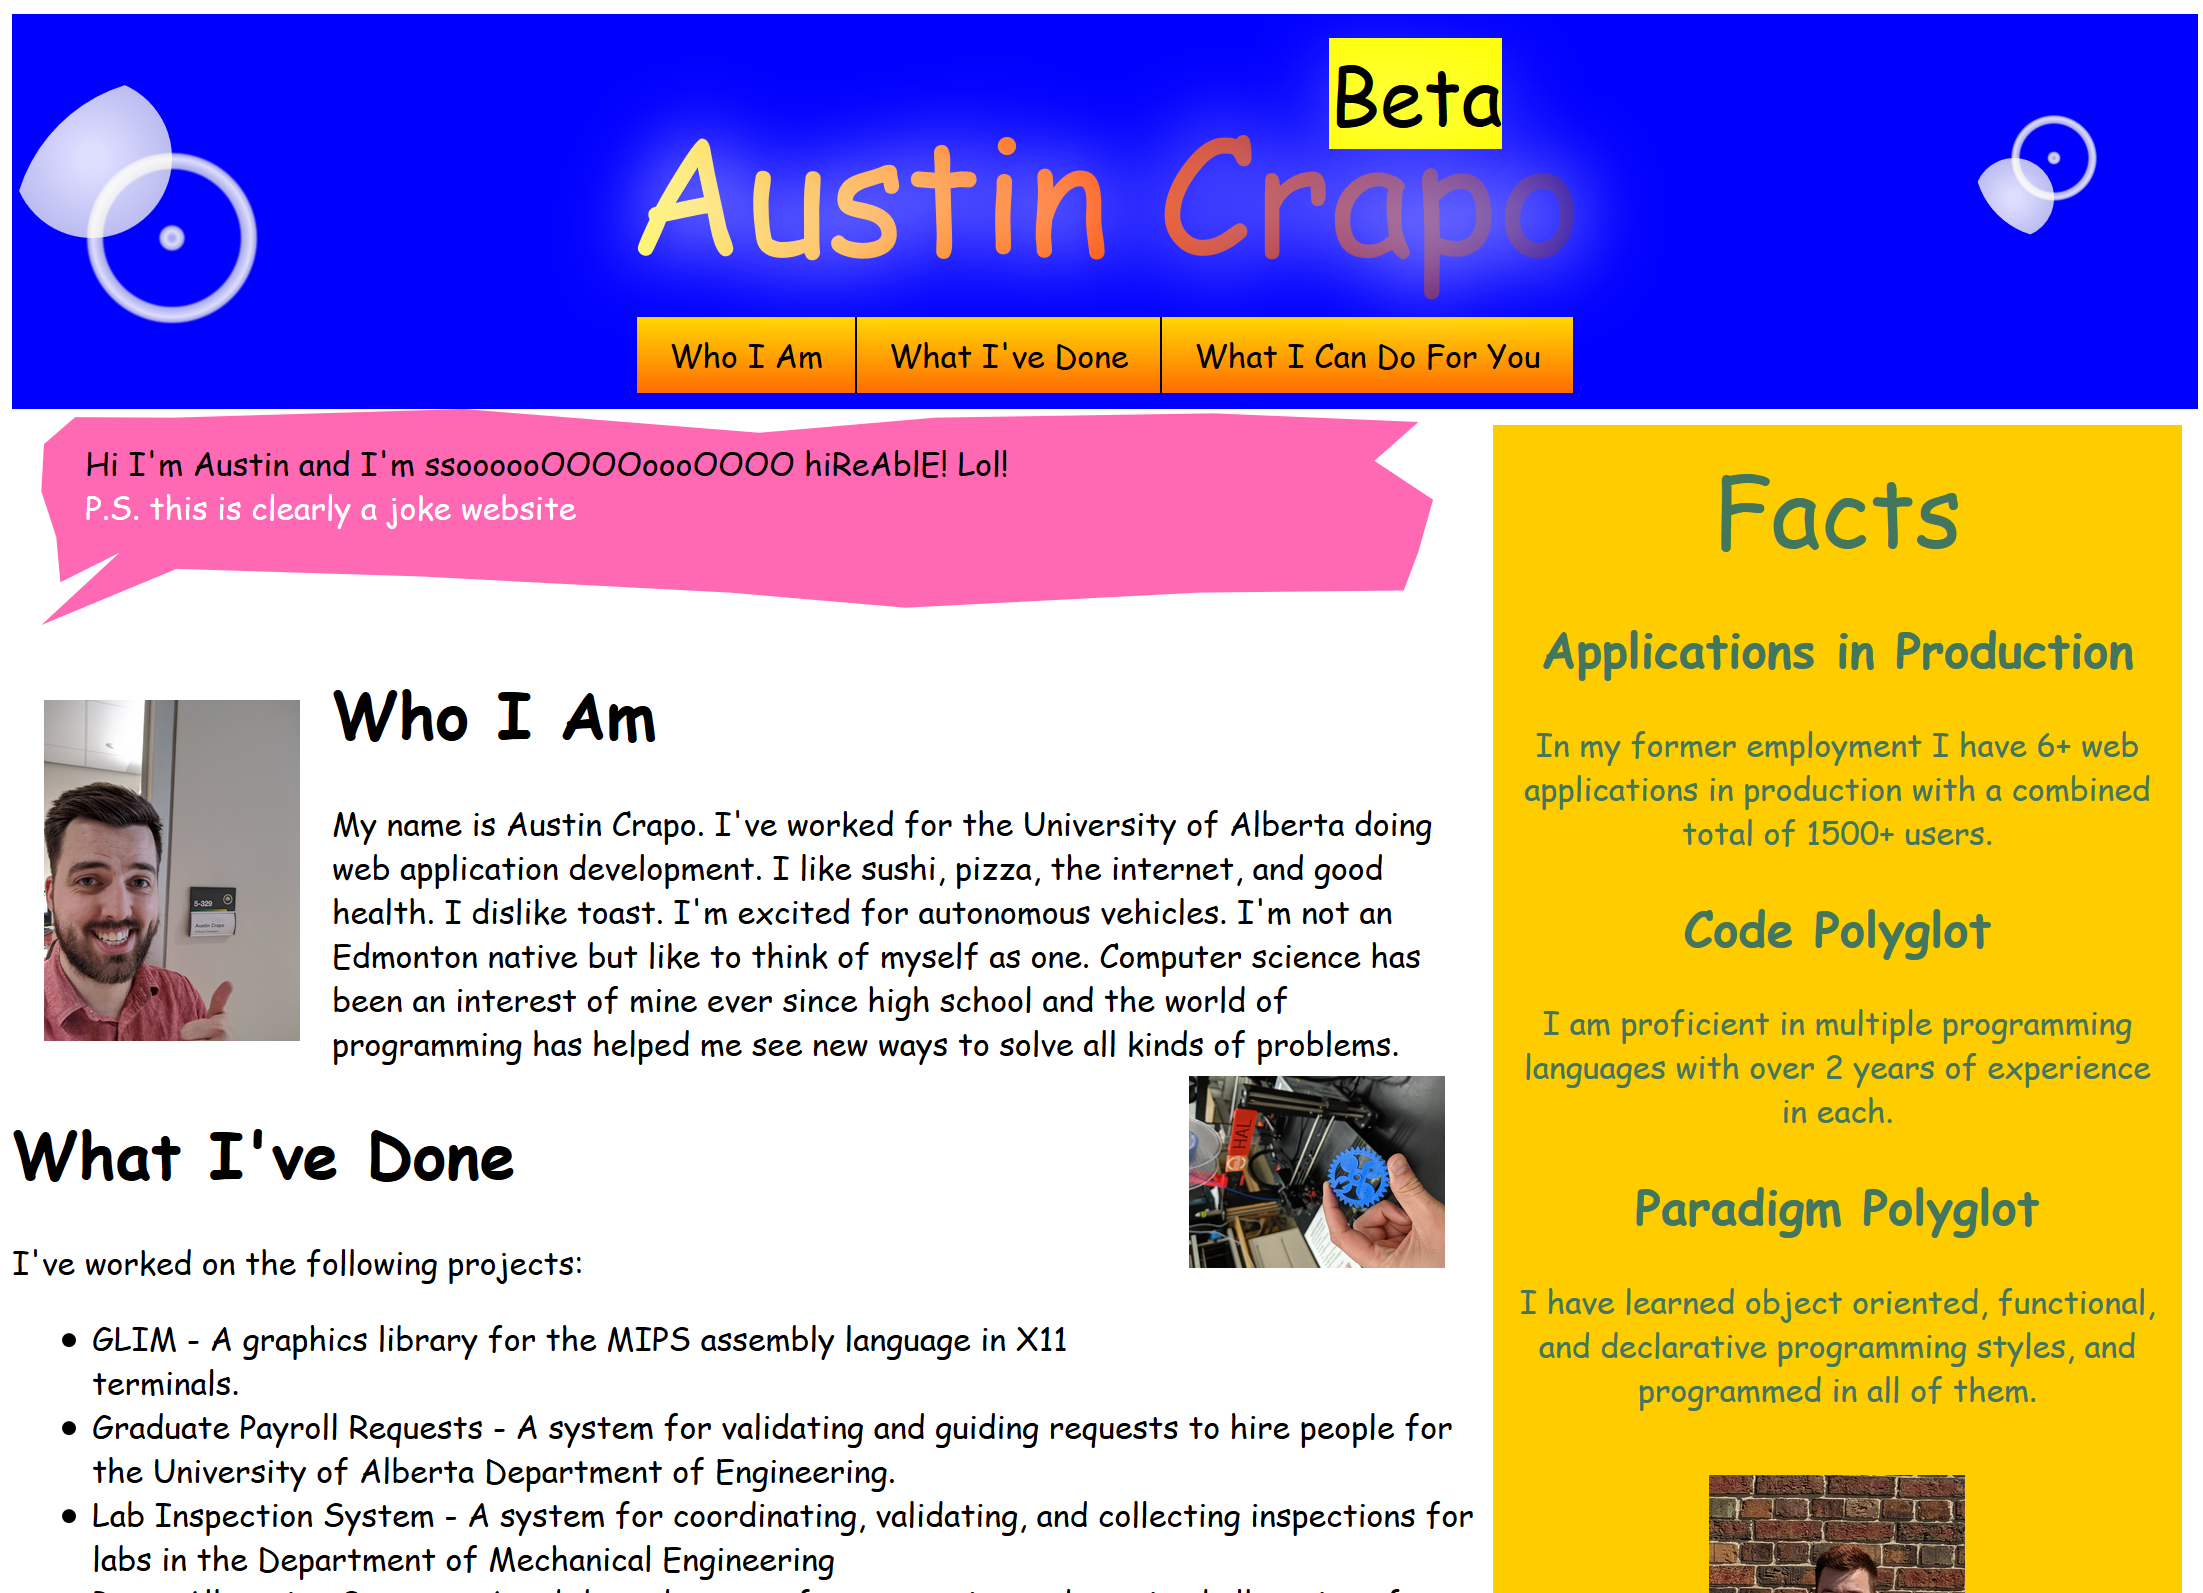 Beta
Austin Crapo
Who I Am
What I've Done
What I Can Do For You
Hi I'm Austin and I'm ssoooooOOOOoooOOOO hiReAblE! Lol!
P.S. this is clearly a joke website
Who I Am
5-329
Austin Crapo
My name is Austin Crapo. I've worked for the University of Alberta doing
web application development. I like sushi, pizza, the internet, and good
health. I dislike toast. I'm excited for autonomous vehicles. I'm not an
Edmonton native but like to think of myself as one. Computer science has
been an interest of mine ever since high school and the world of
programming has helped me see new ways to solve all kinds of problems.
What I've Done
HAL
I've worked on the following projects:
GLIM - A graphics library for the MIPS assembly language in X11
terminals.
Graduate Payroll Requests - A system for validating and guiding requests to hire people for
the University of Alberta Department of Engineering.
Lab Inspection System - A system for coordinating, validating, and collecting inspections for
labs in the Department of Mechanical Engineering
Facts
Applications in Production
In my former employment I have 6+ web
applications in production with a combined
total of 1500+ users.
Code Polyglot
I am proficient in multiple programming
languages with over 2 years of experience
in each.
Paradigm Polyglot
I have learned object oriented, functional,
and declarative programming styles, and
programmed in all of them.